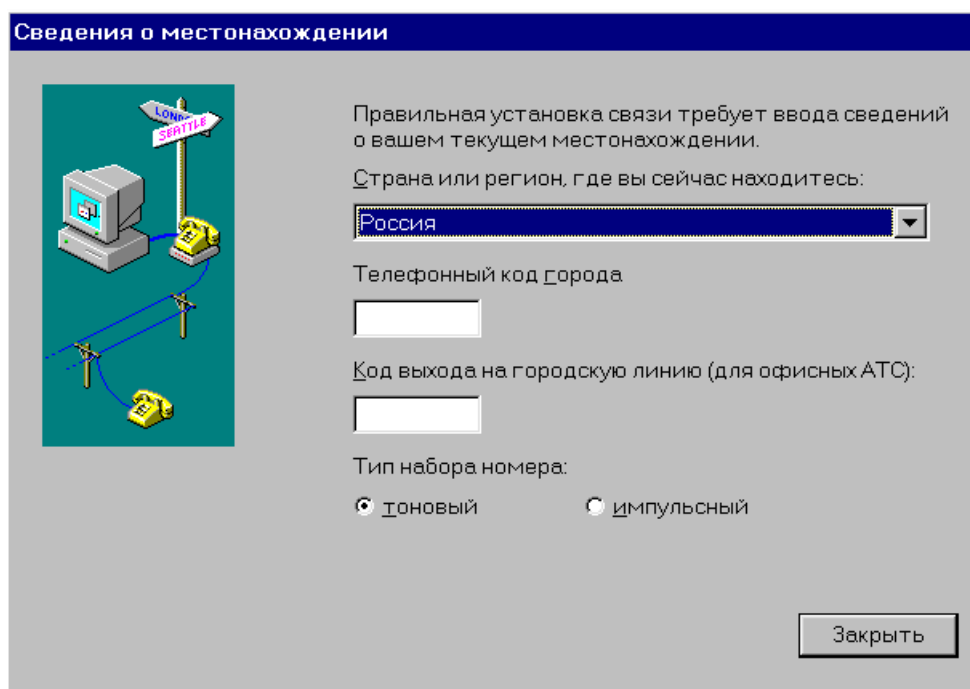 Сведения о местонахождении
LOND
SEATTLE
Правильная установка связи требует ввода сведений
о вашем текущем местонахождении.
Страна или регион, где вы сейчас находитесь:
Россия
Телефонный код города
Код выхода на городскую линию (для офисных АТС):
Тип набора номера:
тоновый импульсный
Закрыть